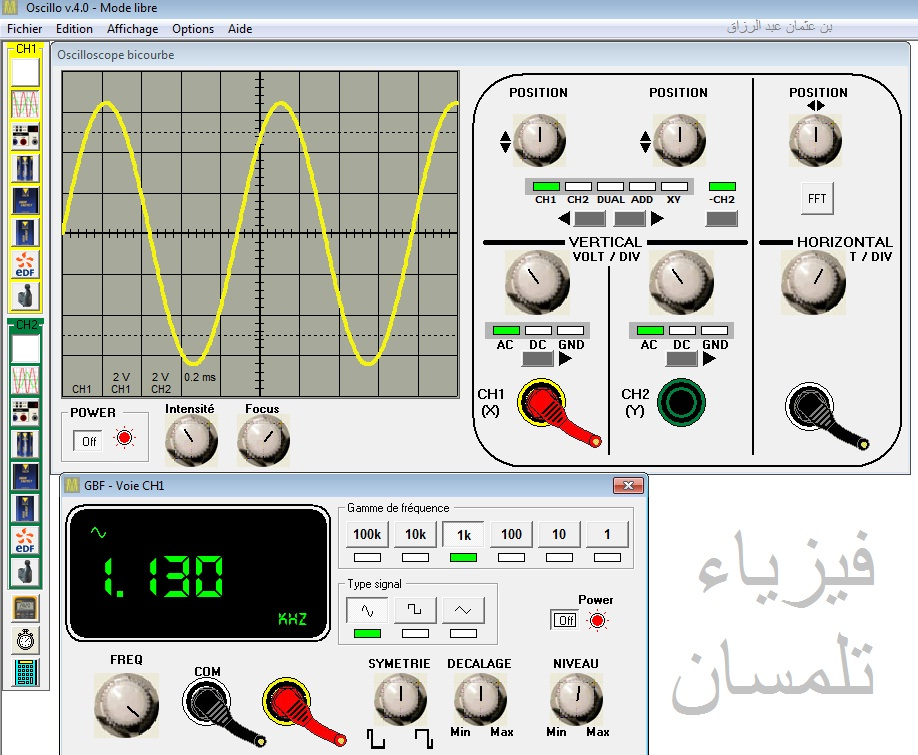 Oscillo v.4.0 - Mode libre
Fichier Edition Affichage Options Aide
بن عثمان عبد الرزاق
CH1
Oscilloscope bicourbe
POSITION POSITION POSITION
CH1 CH2 DUAL ADD XY -CH2
FFT
VERTICAL
VOLT / DIV
HORIZONTAL
T / DIV
AC DC GND AC DC GND
eDF
CH2
CH1 2 V CH1 2 V CH2 0.2 ms
CH1
(X)
CH2
(Y)
POWER
Off
Intensité Focus
GBF - Voie CH1
Gamme de fréquence
100k 10k 1k 100 10 1
1.130
KHZ
Type signal
Power
Off
eDF
FREQ COM SYMETRIE DECALAGE NIVEAU
Min Max Min Max
فيزياء
تلمسان